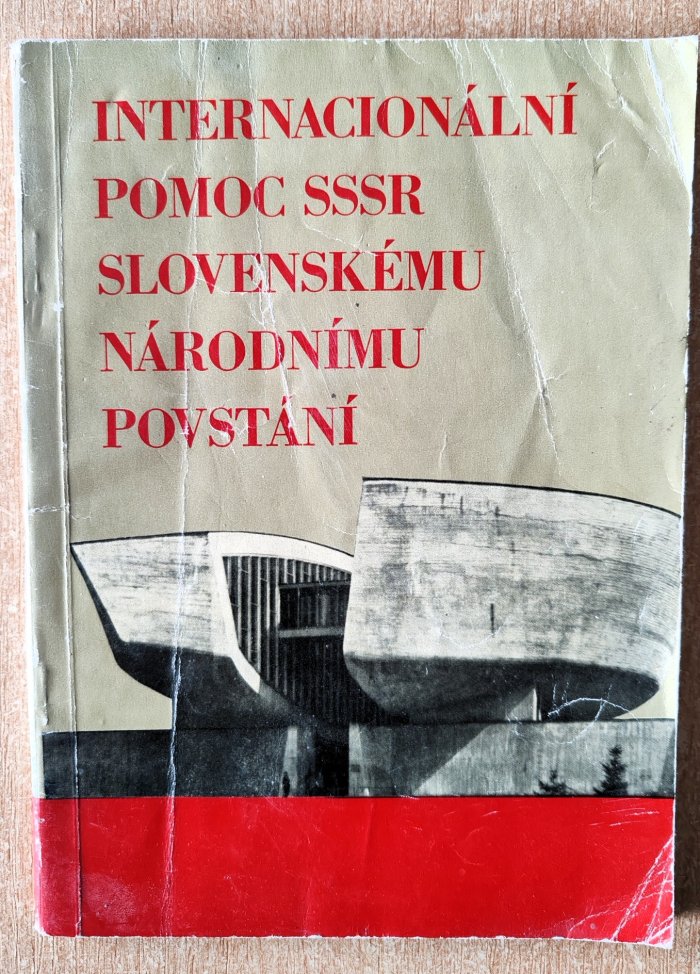 INTERNACIONÁLNÍ
POMOC SSSR
SLOVENSKÉMU
NÁRODNÍMU
POVSTÁNÍ